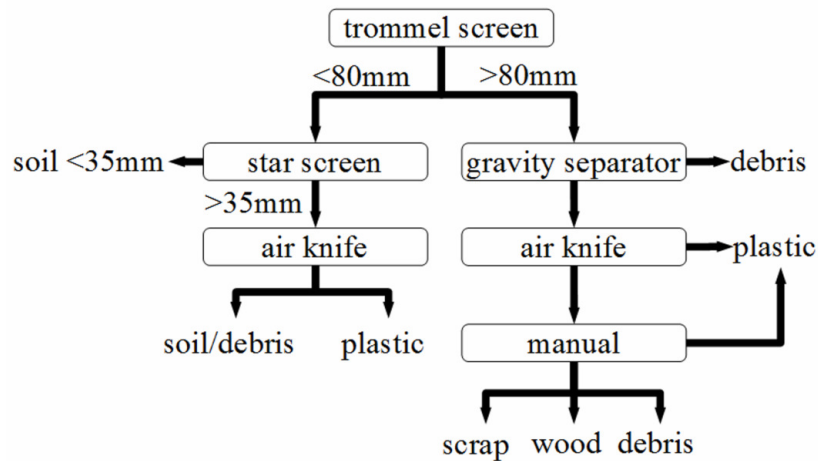 trommel screen
<80mm >80mm
soil <35mm star screen gravity separator debris
>35mm
air knife air knife plastic
soil/debris plastic manual
scrap wood debris